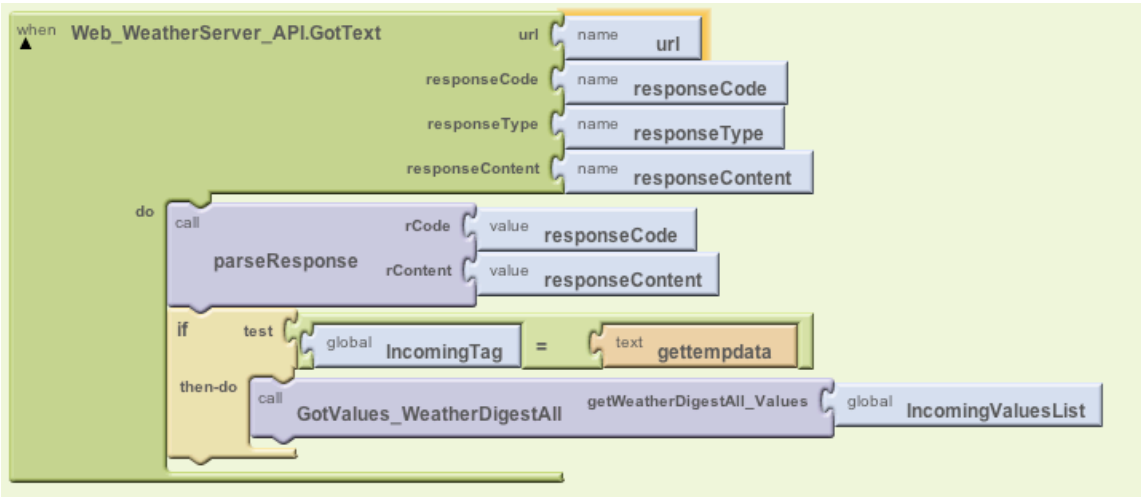 when Web_WeatherServer_API.GotText url name url
responseCode name responseCode
responseType name responseType
responseContent name responseContent
do call parseResponse rCode value responseCode
rContent value responseContent
if test global IncomingTag = text gettempdata
then-do call GotValues_WeatherDigestAll getWeatherDigestAll_Values global IncomingValuesList